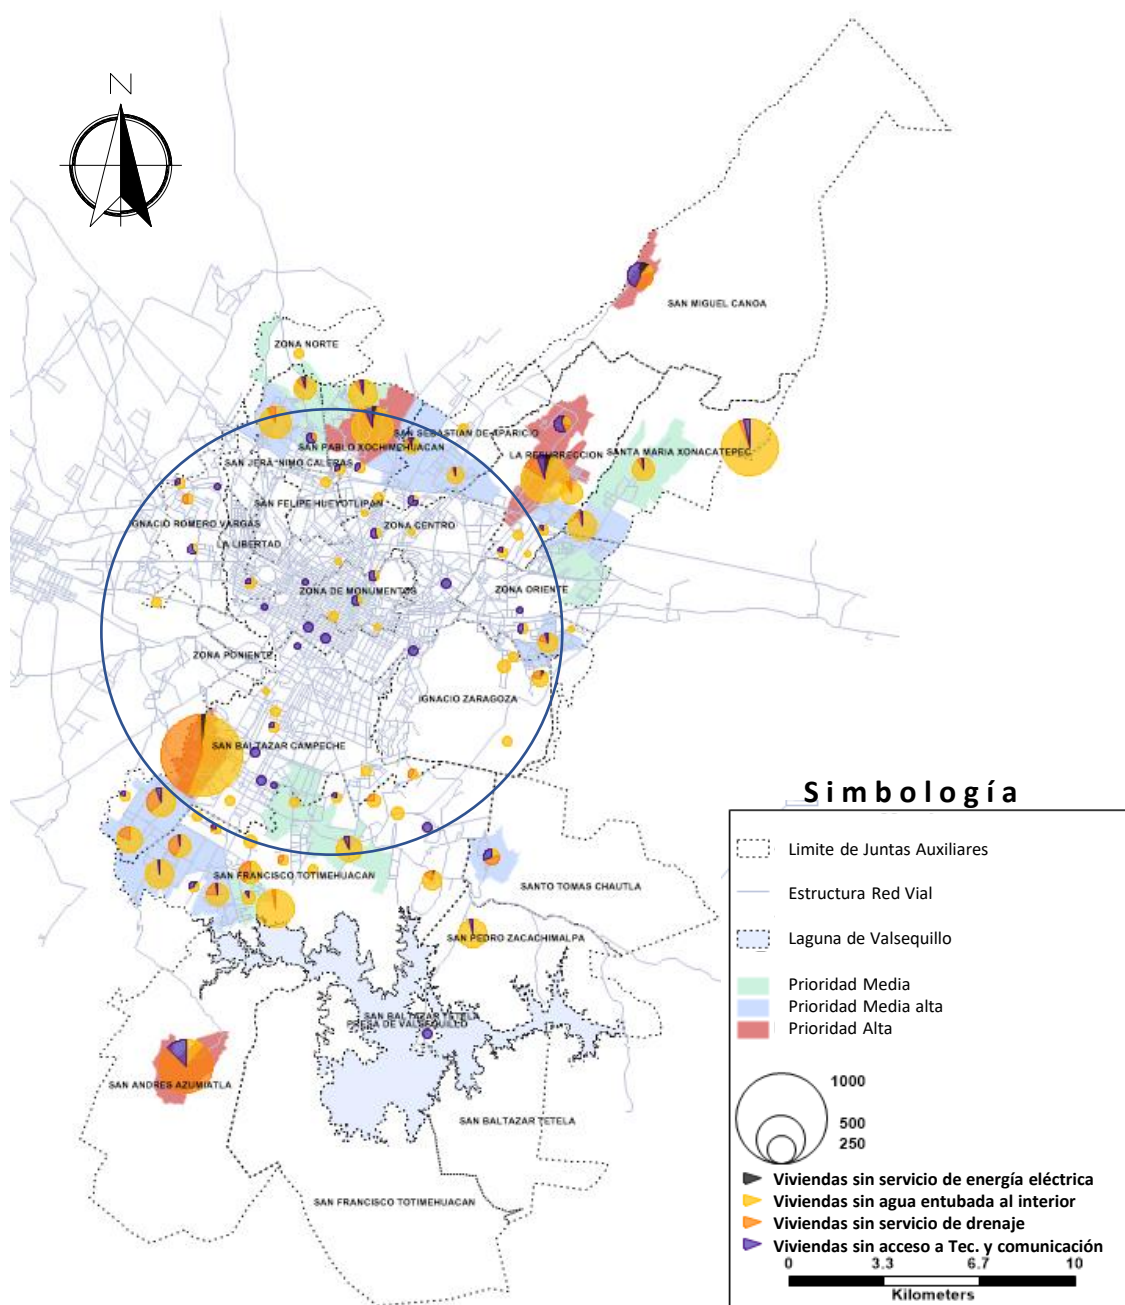 N
SAN MIGUEL CANOA
ZONA NORTE
SAN SEBASTIAN DE APARICIO
SAN PABLO XOCHIMEHUACAN
LA RESURRECCION
SANTA MARIA XONACATEPEC
SAN JERA*NIMO CALERAS
SAN FELIPE HUEYOTLIPAN
IGNACIO ROMERO VARGAS
ZONA CENTRO
LA LIBERTAD
ZONA DE MONUMENTOS
ZONA ORIENTE
ZONA PONIENTE
IGNACIO ZARAGOZA
SAN BALTAZAR CAMPECHE
SAN FRANCISCO TOTIMEHUACAN
SANTO TOMAS CHAUTLA
SAN PEDRO ZACACHIMALPA
SAN BALTAZAR TETELA
PRESA DE VALSEQUILLO
SAN ANDRES AZUMIATLA
SAN BALTAZAR TETELA
SAN FRANCISCO TOTIMEHUACAN
Simbología
Limite de Juntas Auxiliares
Estructura Red Vial
Laguna de Valsequillo
Prioridad Media
Prioridad Media alta
Prioridad Alta
1000
500
250
Viviendas sin servicio de energía eléctrica
Viviendas sin agua entubada al interior
Viviendas sin servicio de drenaje
Viviendas sin acceso a Tec. y comunicación
0 3.3 6.7 10
Kilometers